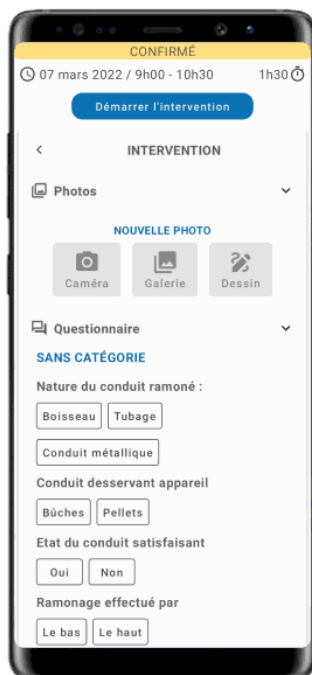 CONFIRMÉ
07 mars 2022 / 9h00 - 10h30 1h30
Démarrer l'intervention
INTERVENTION
Photos
NOUVELLE PHOTO
Caméra Galerie Dessin
Questionnaire
SANS CATÉGORIE
Nature du conduit ramoné :
Boisseau Tubage
Conduit métallique
Conduit desservant appareil
Bûches Pellets
Etat du conduit satisfaisant
Oui Non
Ramonage effectué par
Le bas Le haut